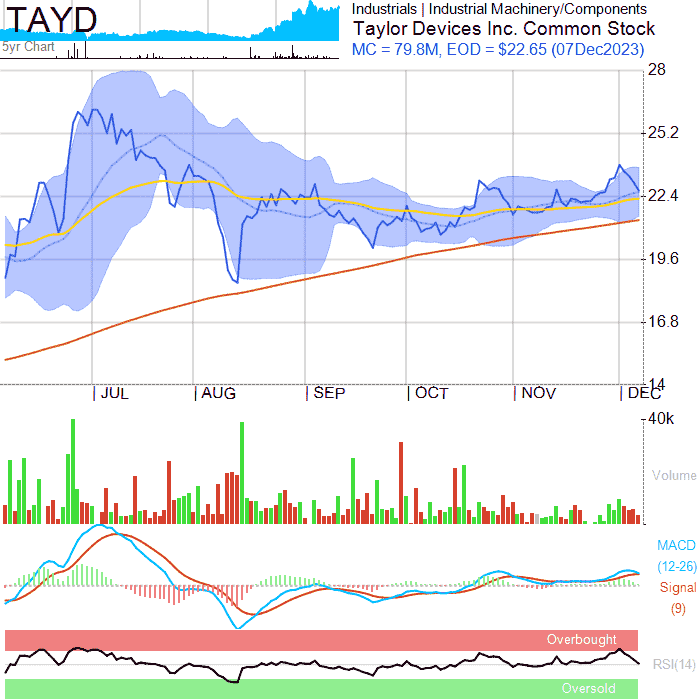 TAYD
5yr Chart
Industrials | Industrial Machinery/Components
Taylor Devices Inc. Common Stock
MC = 79.8M, EOD = $22.65 (07Dec2023)
28
25.2
22.4
19.6
16.8
14
JUL AUG SEP OCT NOV DEC
40k
Volume
MACD
(12-26)
Signal
(9)
Overbought
RSI(14)
Oversold